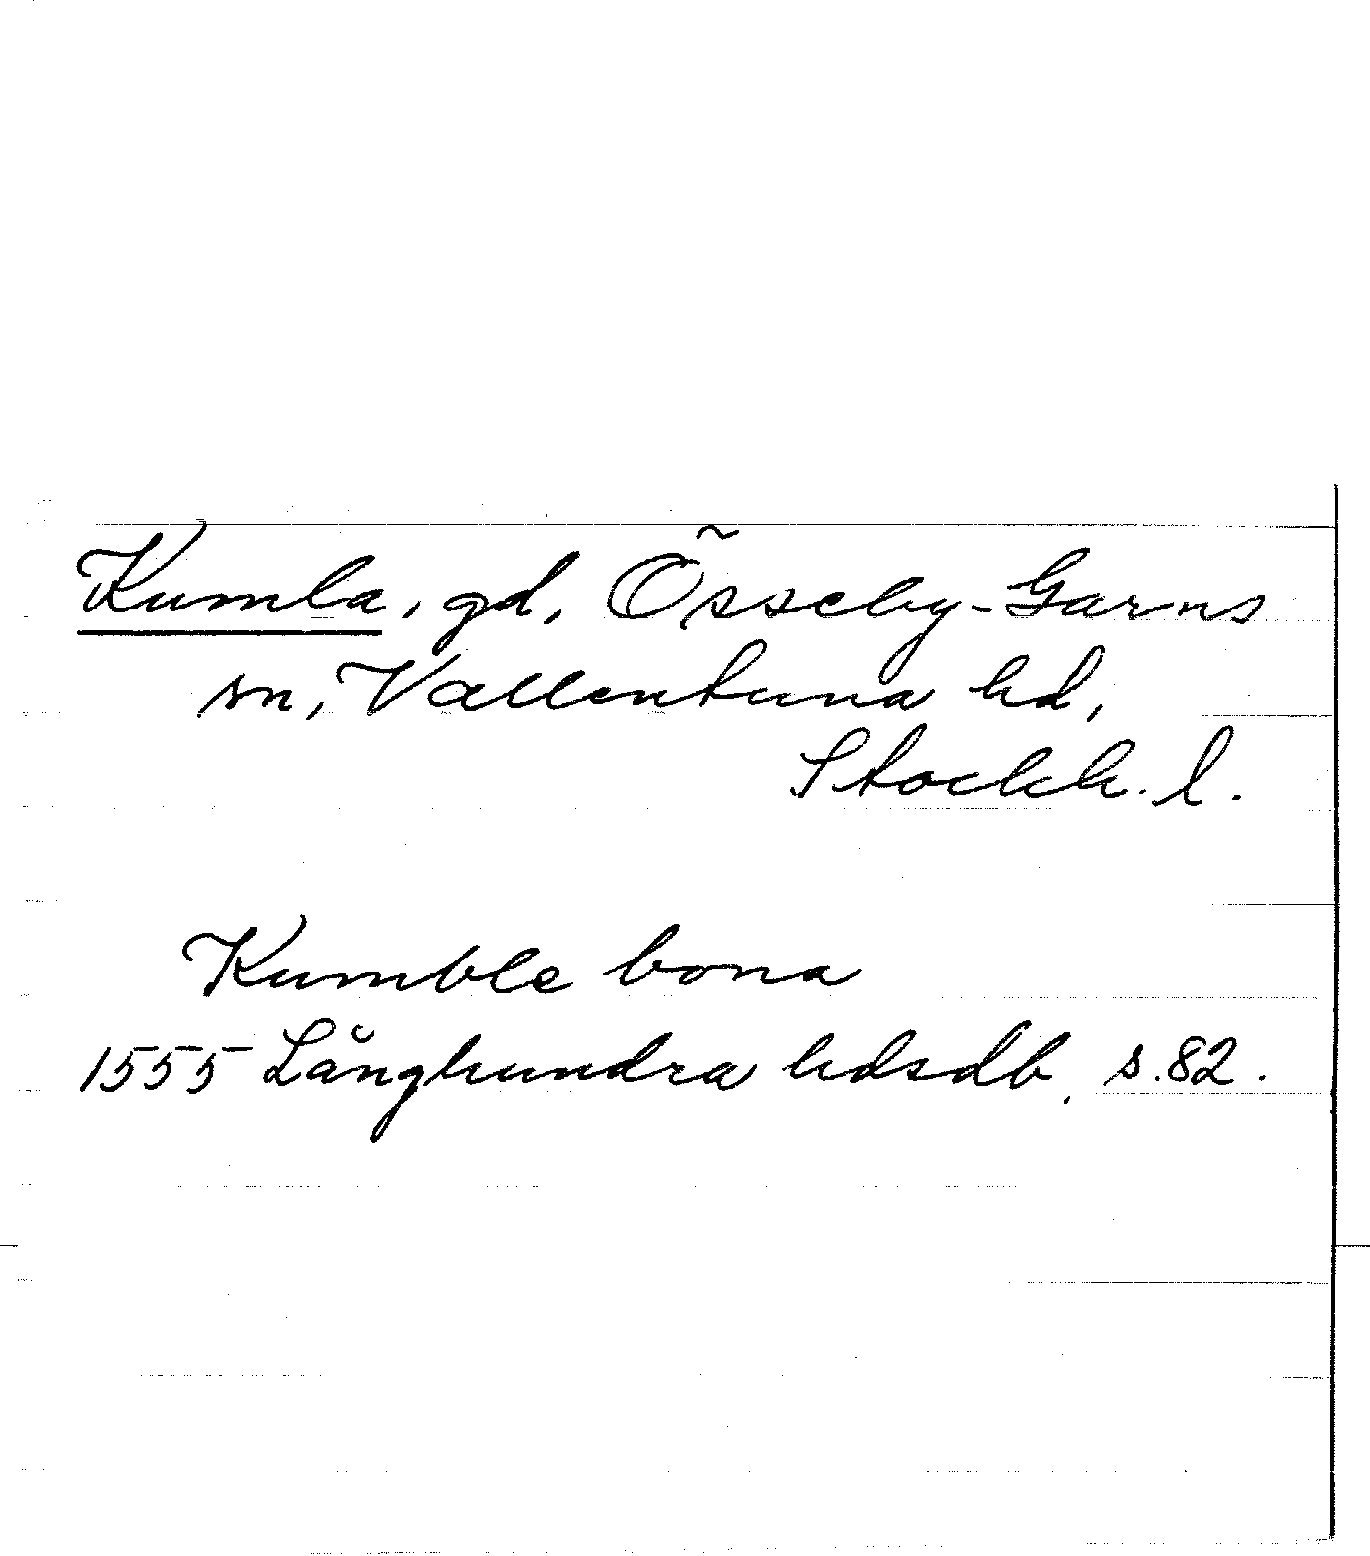 Kumla, gd, Össeby-Garns
sn, Vallentuna hd,
Stockh. l.
Kumble bona
1555 Långhundra hdsdb, s. 82.